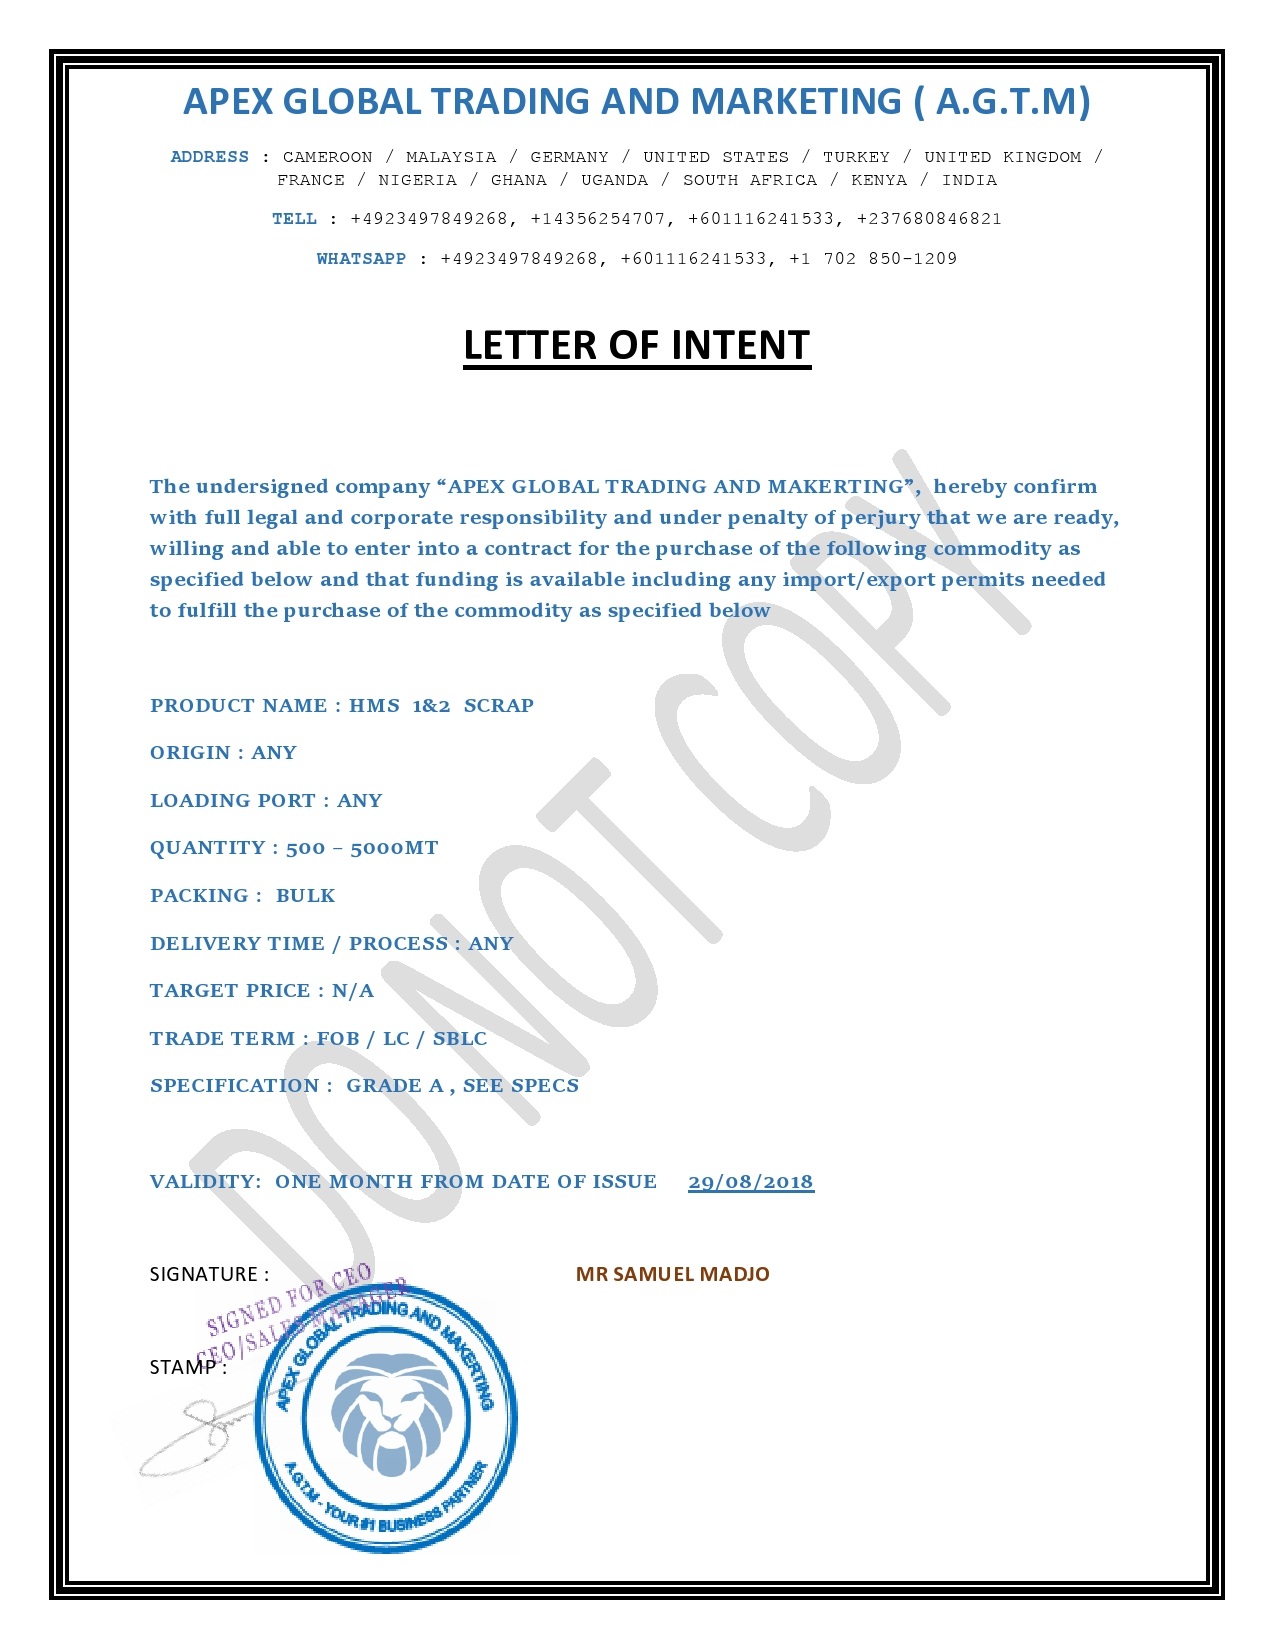 APEX GLOBAL TRADING AND MARKETING ( A.G.T.M)
ADDRESS : CAMEROON / MALAYSIA / GERMANY / UNITED STATES / TURKEY / UNITED KINGDOM /
FRANCE / NIGERIA / GHANA / UGANDA / SOUTH AFRICA / KENYA / INDIA
TELL : +4923497849268, +14356254707, +601116241533, +237680846821
WHATSAPP : +4923497849268, +601116241533, +1 702 850-1209
LETTER OF INTENT
The undersigned company “APEX GLOBAL TRADING AND MAKERTING”, hereby confirm
with full legal and corporate responsibility and under penalty of perjury that we are ready,
willing and able to enter into a contract for the purchase of the following commodity as
specified below and that funding is available including any import/export permits needed
to fulfill the purchase of the commodity as specified below
PRODUCT NAME : HMS 1&2 SCRAP
ORIGIN : ANY
LOADING PORT : ANY
QUANTITY : 500 – 5000MT
PACKING : BULK
DELIVERY TIME / PROCESS : ANY
TARGET PRICE : N/A
TRADE TERM : FOB / LC / SBLC
SPECIFICATION : GRADE A , SEE SPECS
DO NOT COPY
VALIDITY: ONE MONTH FROM DATE OF ISSUE 29/08/2018
SIGNATURE : MR SAMUEL MADJO
SIGNED FOR CEO
CEO/SALES MANAGER
STAMP :
APEX GLOBAL TRADING AND MAKERTING
A.G.T.M - YOUR #1 BUSINESS PARTNER